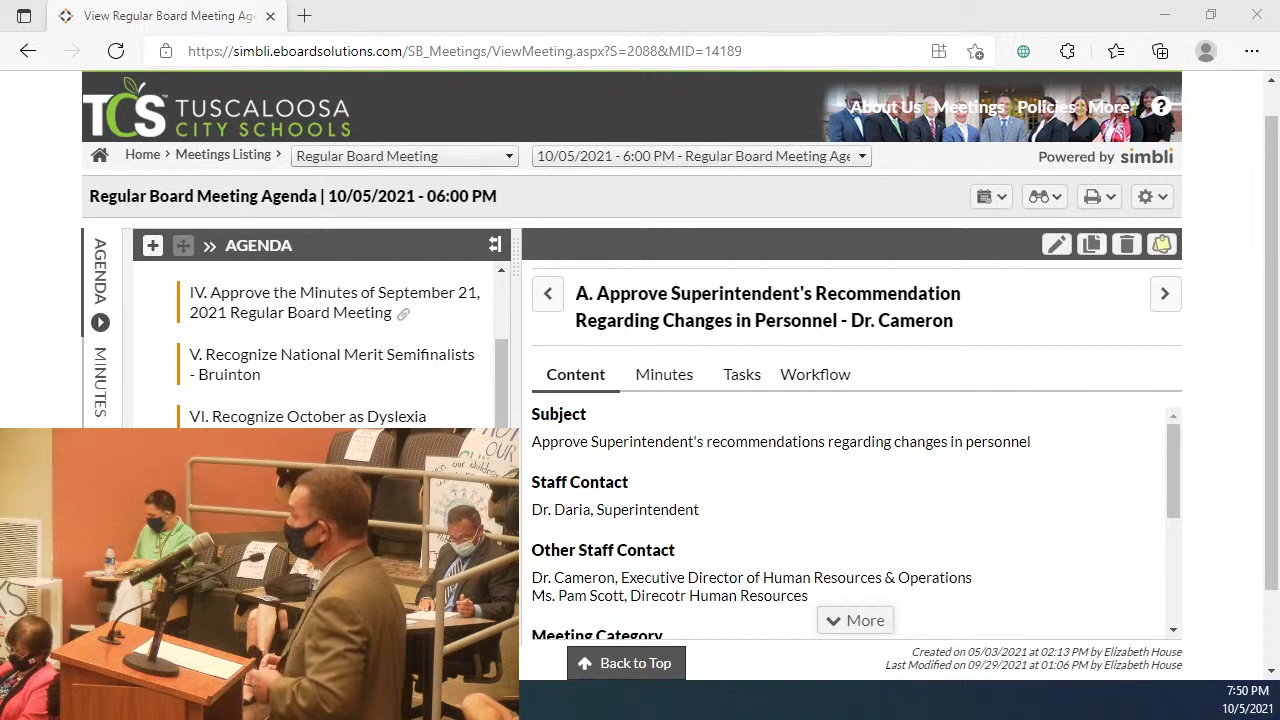 View Regular Board Meeting Age
https://simbli.eboardsolutions.com/SB_Meetings/ViewMeeting.aspx?S=2088&MID=14189
TCS TUSCALOOSA
CITY SCHOOLS
About Us Meetings Policies More ?
Home Meetings Listing Regular Board Meeting 10/05/2021 - 6:00 PM - Regular Board Meeting Age
Powered by simbli
Regular Board Meeting Agenda | 10/05/2021 - 06:00 PM
AGENDA
MINUTES
AGENDA
IV. Approve the Minutes of September 21,
2021 Regular Board Meeting
V. Recognize National Merit Semifinalists
- Bruinton
VI. Recognize October as Dyslexia
A. Approve Superintendent's Recommendation
Regarding Changes in Personnel - Dr. Cameron
Content Minutes Tasks Workflow
Subject
Approve Superintendent's recommendations regarding changes in personnel
Staff Contact
Dr. Daria, Superintendent
Other Staff Contact
Dr. Cameron, Executive Director of Human Resources & Operations
Ms. Pam Scott, Direcotr Human Resources
More
Meeting Category
Back to Top
Created on 05/03/2021 at 02:13 PM by Elizabeth House
Last Modified on 09/29/2021 at 01:06 PM by Elizabeth House
OUR
our children
7:50 PM
10/5/2021